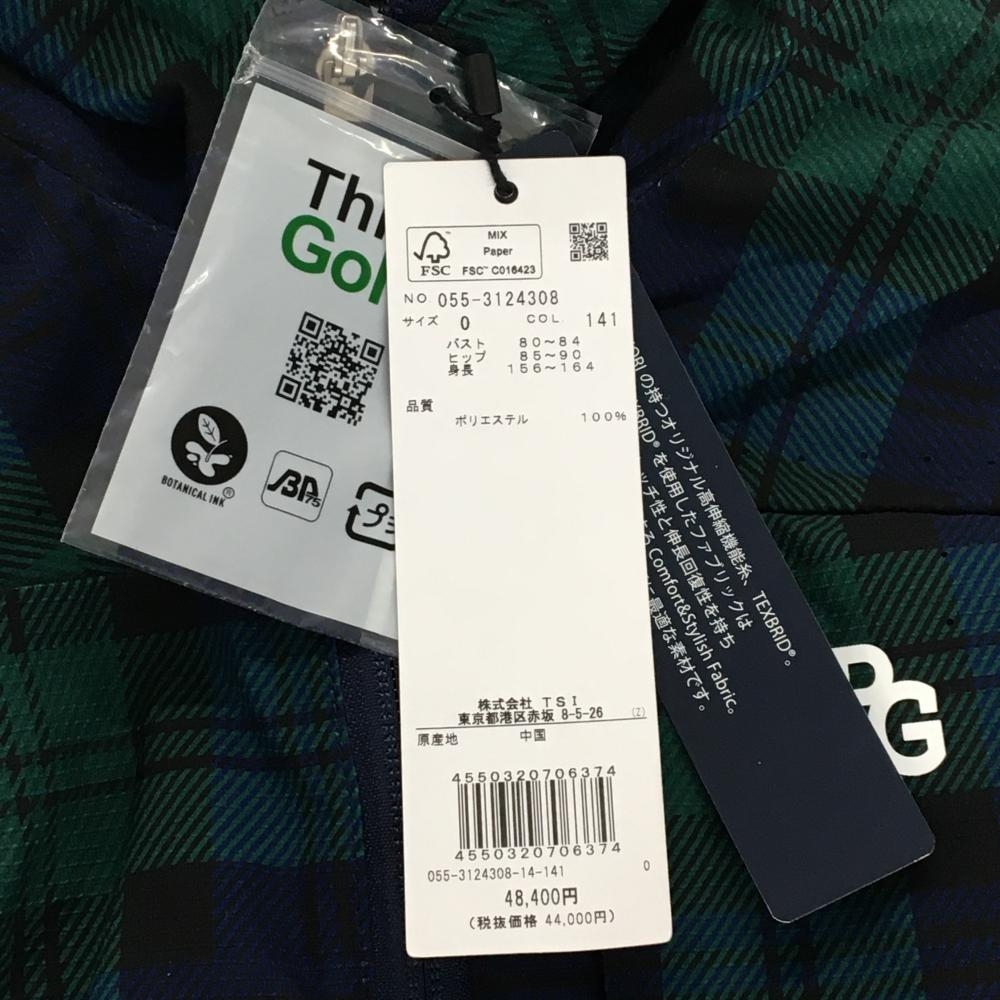 Gol
BOTANICAL INK®
75
プラ
FSC™
MIX
Paper
FSC™ C016423
NO 055-3124308
サイズ 0 COL. 141
バスト 80～84
ヒップ 85～90
身長 156～164
品質
ポリエステル 100%
株式会社 TSI
東京都港区赤坂 8-5-26 (Z)
原産地 中国
4550320706374
4550320706374
055-3124308-14-141 0
48,400円
(税抜価格 44,000円)
の持つオリジナル高伸縮機能糸、TEXBRID®。
を使用したファブリックは
ッチ性と伸長回復性を持ち
Comfort&Stylish Fabric。
最適な素材です。
G